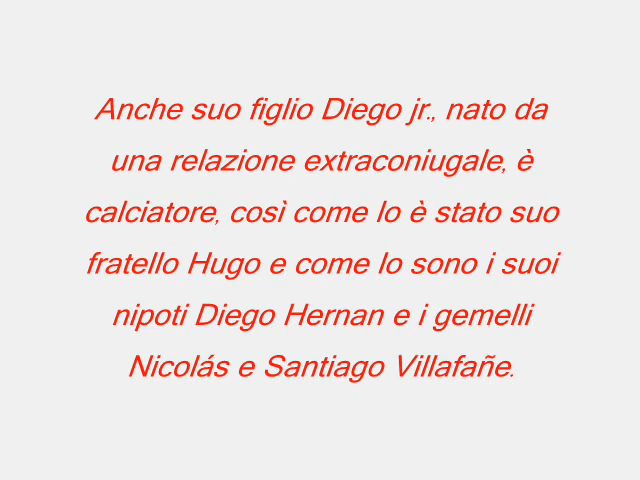 Anche suo figlio Diego jr., nato da
una relazione extraconiugale, è
calciatore, così come lo è stato suo
fratello Hugo e come lo sono i suoi
nipoti Diego Hernan e i gemelli
Nicolás e Santiago Villafañe.